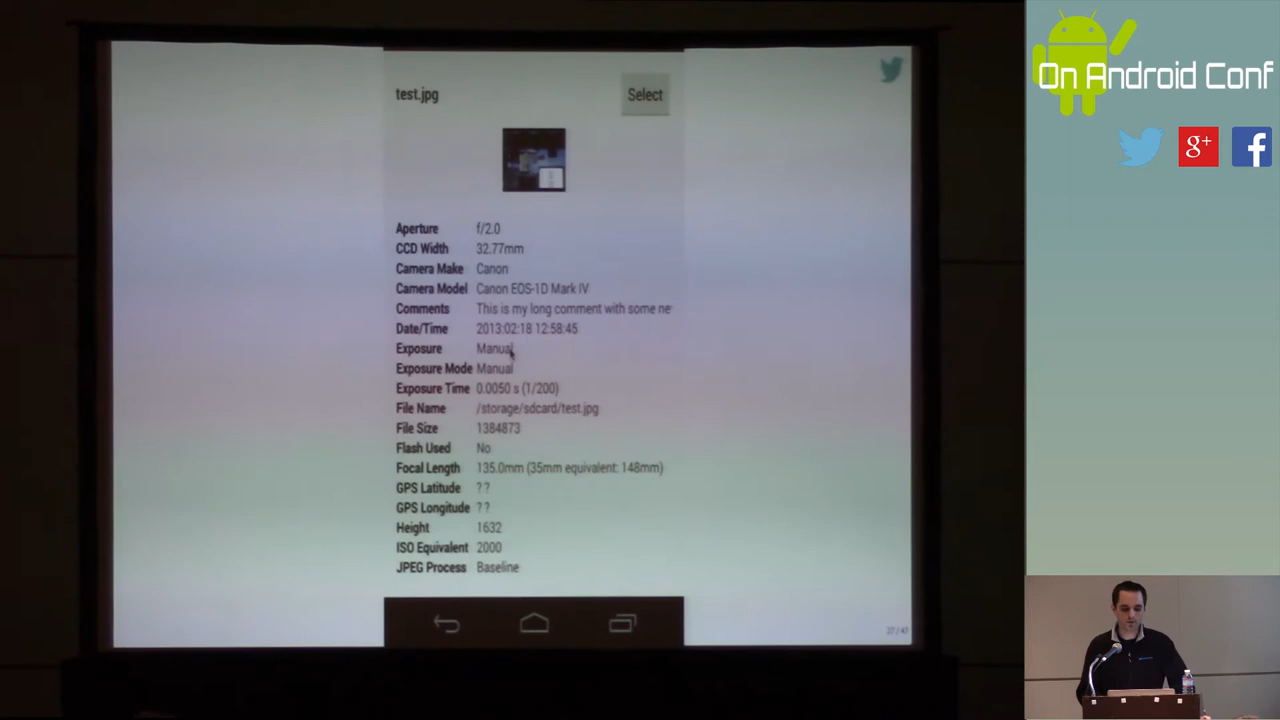 test.jpg
Select
Aperture f/2.0
CCD Width 32.77mm
Camera Make Canon
Camera Model Canon EOS-1D Mark IV
Comments This is my long comment with some ne
Date/Time 2013:02:18 12:58:45
Exposure Manual
Exposure Mode Manual
Exposure Time 0.0050 s (1/200)
File Name /storage/sdcard/test.jpg
File Size 1384873
Flash Used No
Focal Length 135.0mm (35mm equivalent: 148mm)
GPS Latitude ? ?
GPS Longitude ? ?
Height 1632
ISO Equivalent 2000
JPEG Process Baseline
On Android Conf
g+
f